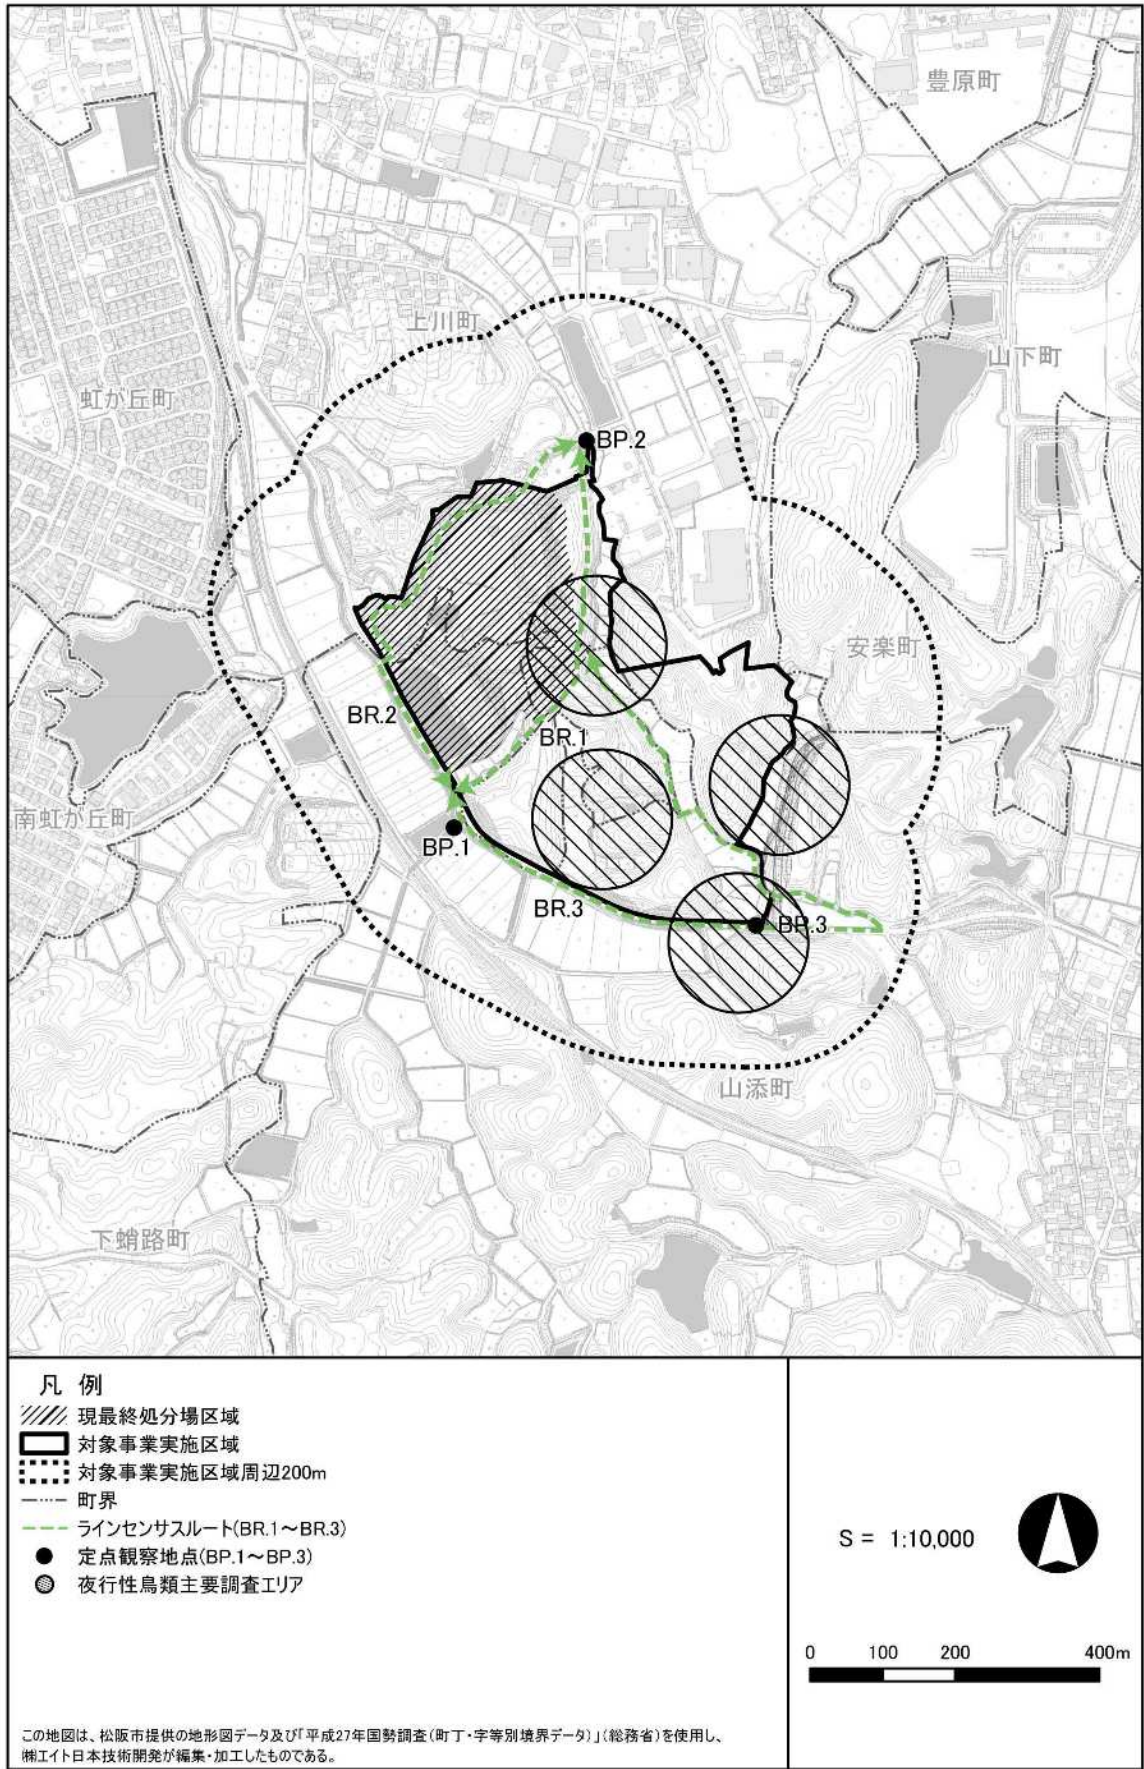 豊原町
上川町
山下町
虹が丘町
BP.2
安楽町
BR.2
BR.1
南虹が丘町
BP.1
BR.3
BP.3
山添町
下蛸路町
凡 例
現最終処分場区域
対象事業実施区域
対象事業実施区域周辺200m
町界
ラインセンサスルート(BR.1～BR.3)
定点観察地点(BP.1～BP.3)
夜行性鳥類主要調査エリア
S = 1:10,000
0 100 200 400m
この地図は、松阪市提供の地形図データ及び「平成27年国勢調査(町丁・字等別境界データ)」(総務省)を使用し、
㈱エイト日本技術開発が編集・加工したものである。